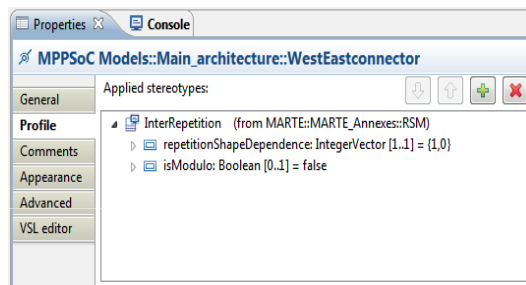 Properties Console
MPPSoC Models::Main_architecture::WestEastconnector
General
Profile
Comments
Appearance
Advanced
VSL editor
Applied stereotypes:
InterRepetition (from MARTE::MARTE_Annexes::RSM)
repetitionShapeDependence: IntegerVector [1..1] = {1,0}
isModulo: Boolean [0..1] = false